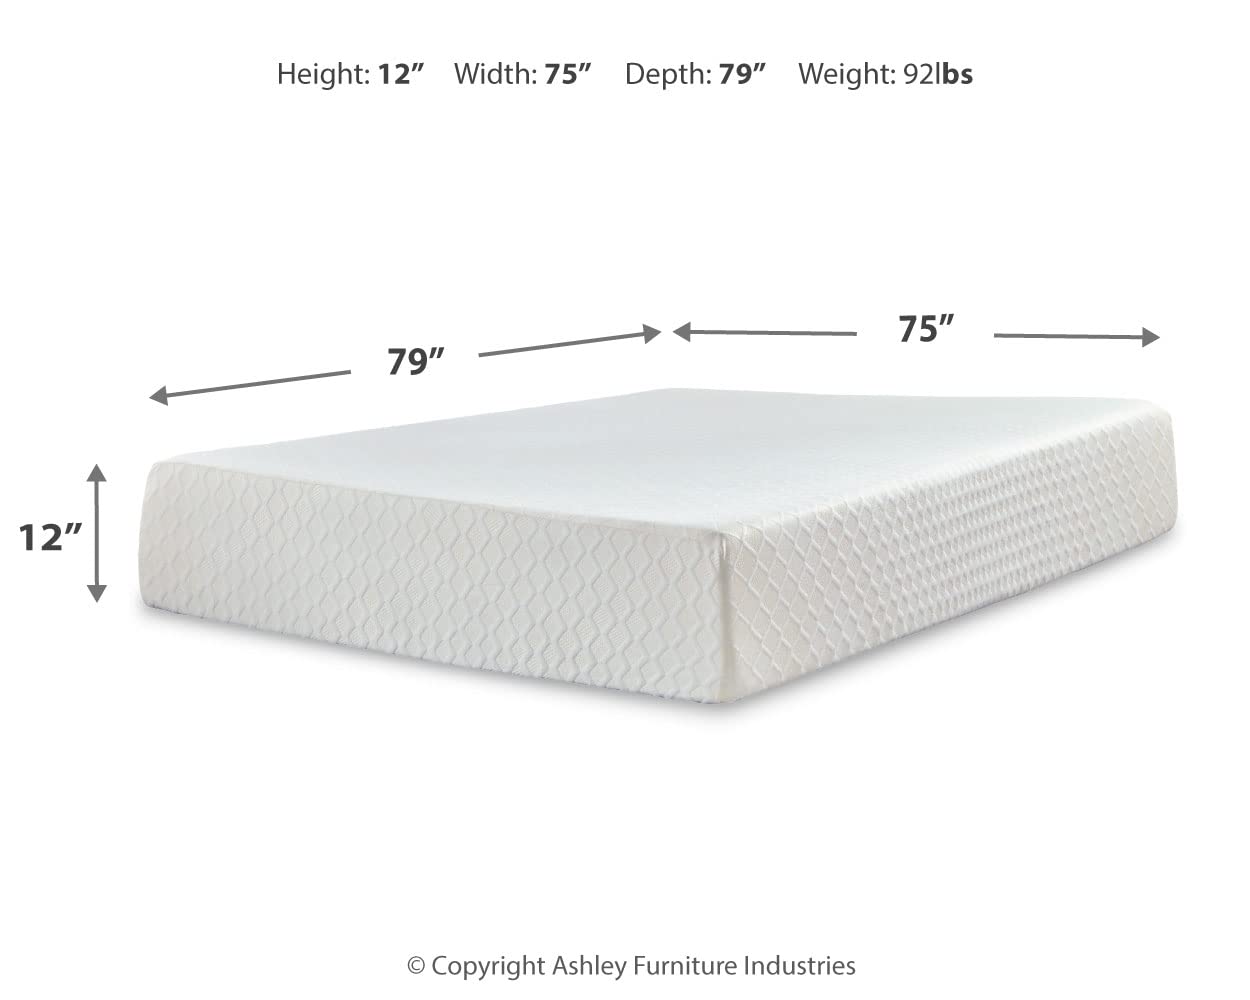 Height: 12” Width: 75” Depth: 79” Weight: 92lbs
79”
75”
12”
© Copyright Ashley Furniture Industries